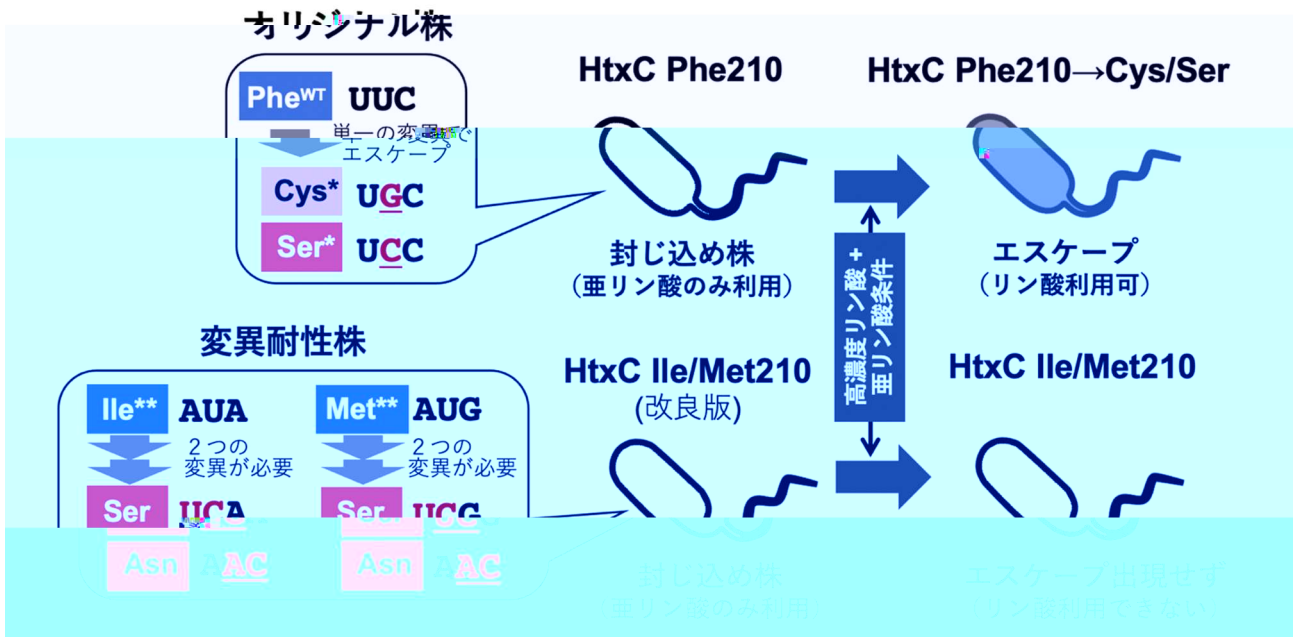 オリジナル株
Phe^WT UUC
単一の変異で
エスケープ
Cys* UGC
Ser* UCC
HtxC Phe210
封じ込め株
(亜リン酸のみ利用)
高濃度リン酸 +
亜リン酸条件
HtxC Phe210→Cys/Ser
エスケープ
(リン酸利用可)
変異耐性株
Ile** AUA
2つの
変異が必要
Ser UCA
Asn AAC
Met** AUG
2つの
変異が必要
Ser UCG
Asn AAC
HtxC Ile/Met210
(改良版)
封じ込め株
(亜リン酸のみ利用)
HtxC Ile/Met210
エスケープ出現せず
(リン酸利用できない)